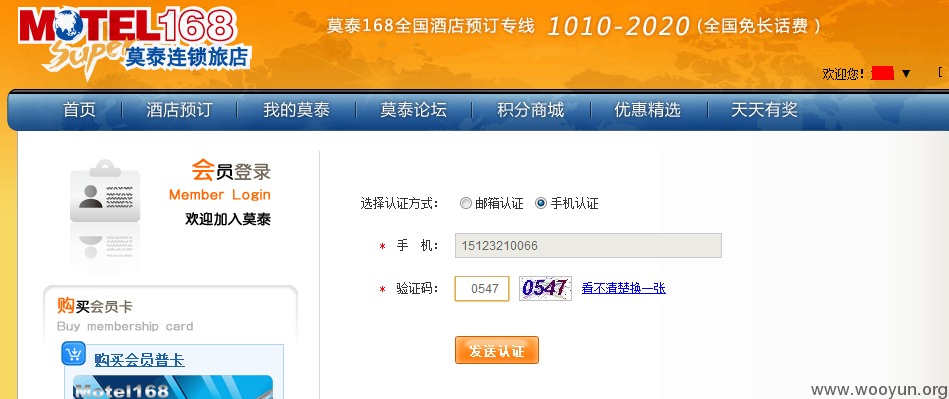 MOTEL168
Super 莫泰连锁旅店
莫泰168全国酒店预订专线 1010-2020 (全国免长话费)
欢迎您! ▼ [
首页 酒店预订 我的莫泰 莫泰论坛 积分商城 优惠精选 天天有奖
会员登录
Member Login
欢迎加入莫泰
选择认证方式: 邮箱认证 手机认证
* 手 机: 15123210066
* 验证码: 0547 0547 看不清楚换一张
发送认证
购买会员卡
Buy membership card
购买会员普卡
Motel168
www.wooyun.org